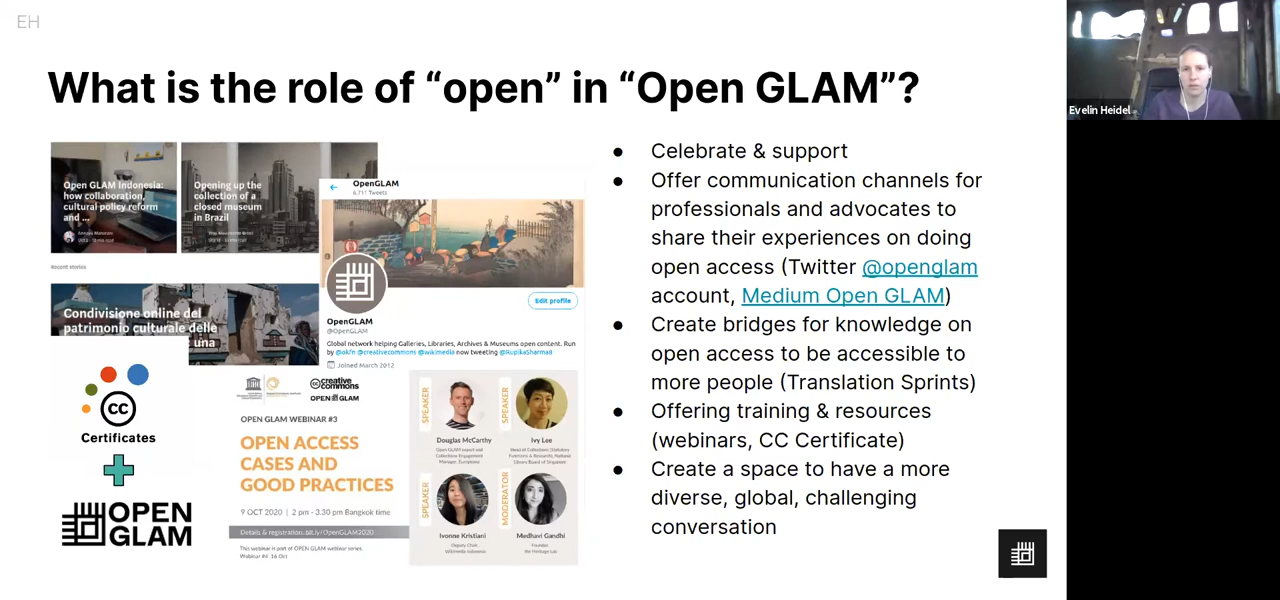 EH
What is the role of “open” in “Open GLAM”?
Open GLAM Indonesia:
how collaboration,
cultural policy reform
and ...
Opening up the
collection of a
closed museum
in Brazil
Recent stories
Condivisione online del
patrimonio culturale delle
una
OpenGLAM
6,711 Tweets
Edit profile
OpenGLAM
@OpenGLAM
Global network helping Galleries, Libraries, Archives & Museums open content. Run
by @okfn @creativecommons @wikimedia now tweeting @RupikaSharma8
Joined March 2012
CC
Certificates
OPEN
GLAM
creative
commons
OPEN GLAM
OPEN GLAM WEBINAR #3
OPEN ACCESS
CASES AND
GOOD PRACTICES
9 OCT 2020 | 2 pm - 3.30 pm Bangkok time
Details & registration: bit.ly/OpenGLAM2020
This webinar is part of OPEN GLAM webinar series
Webinar #4: 16 Oct
SPEAKER
Douglas McCarthy
Open GLAM expert and
Collections Engagement
Manager, Europeana
SPEAKER
Ivy Lee
Head of Collections (Statutory
Functions & Research), National
Library Board of Singapore
SPEAKER
Ivonne Kristiani
Deputy Chair,
Wikimedia Indonesia
MODERATOR
Medhavi Gandhi
Founder,
the Heritage Lab
● Celebrate & support
● Offer communication channels for
professionals and advocates to
share their experiences on doing
open access (Twitter @openglam
account, Medium Open GLAM)
● Create bridges for knowledge on
open access to be accessible to
more people (Translation Sprints)
● Offering training & resources
(webinars, CC Certificate)
● Create a space to have a more
diverse, global, challenging
conversation
Evelin Heidel